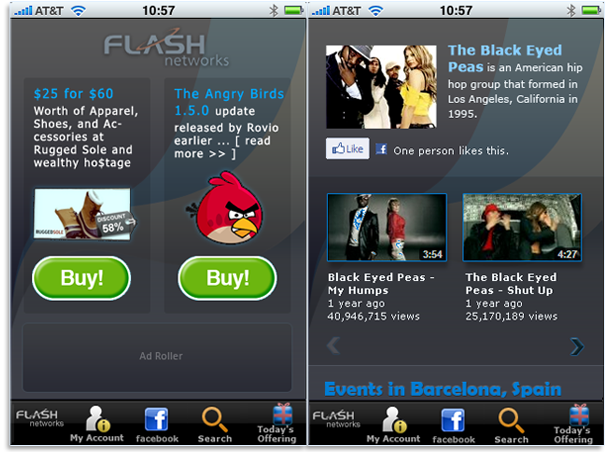 AT&T 10:57
FLASH
networks
$25 for $60
Worth of Apparel,
Shoes, and Ac-
cessories at
Rugged Sole and
wealthy ho$tage
RUGGEDSOLE
DISCOUNT
58%
Buy!
The Angry Birds
1.5.0 update
released by Rovio
earlier ... [ read
more >> ]
Buy!
Ad Roller
FLASH
networks
My Account
facebook
Search
Today's
Offering
AT&T 10:57
The Black Eyed
Peas is an American hip
hop group that formed in
Los Angeles, California in
1995.
Like
One person likes this.
3:54
Black Eyed Peas -
My Humps
1 year ago
40,946,715 views
4:27
The Black Eyed
Peas - Shut Up
1 year ago
25,170,189 views
Events in Barcelona, Spain
FLASH
networks
My Account
facebook
Search
Today's
Offering